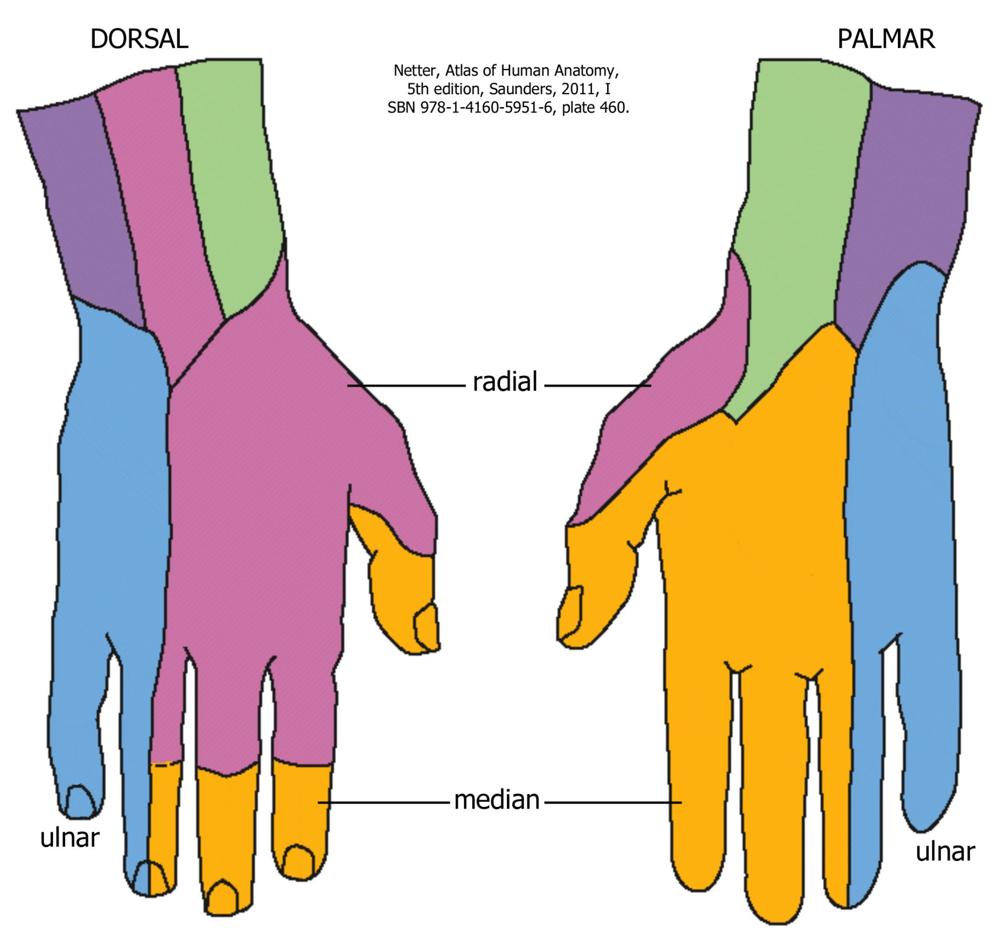 DORSAL
PALMAR
Netter, Atlas of Human Anatomy,
5th edition, Saunders, 2011, I
SBN 978-1-4160-5951-6, plate 460.
radial
median
ulnar
ulnar